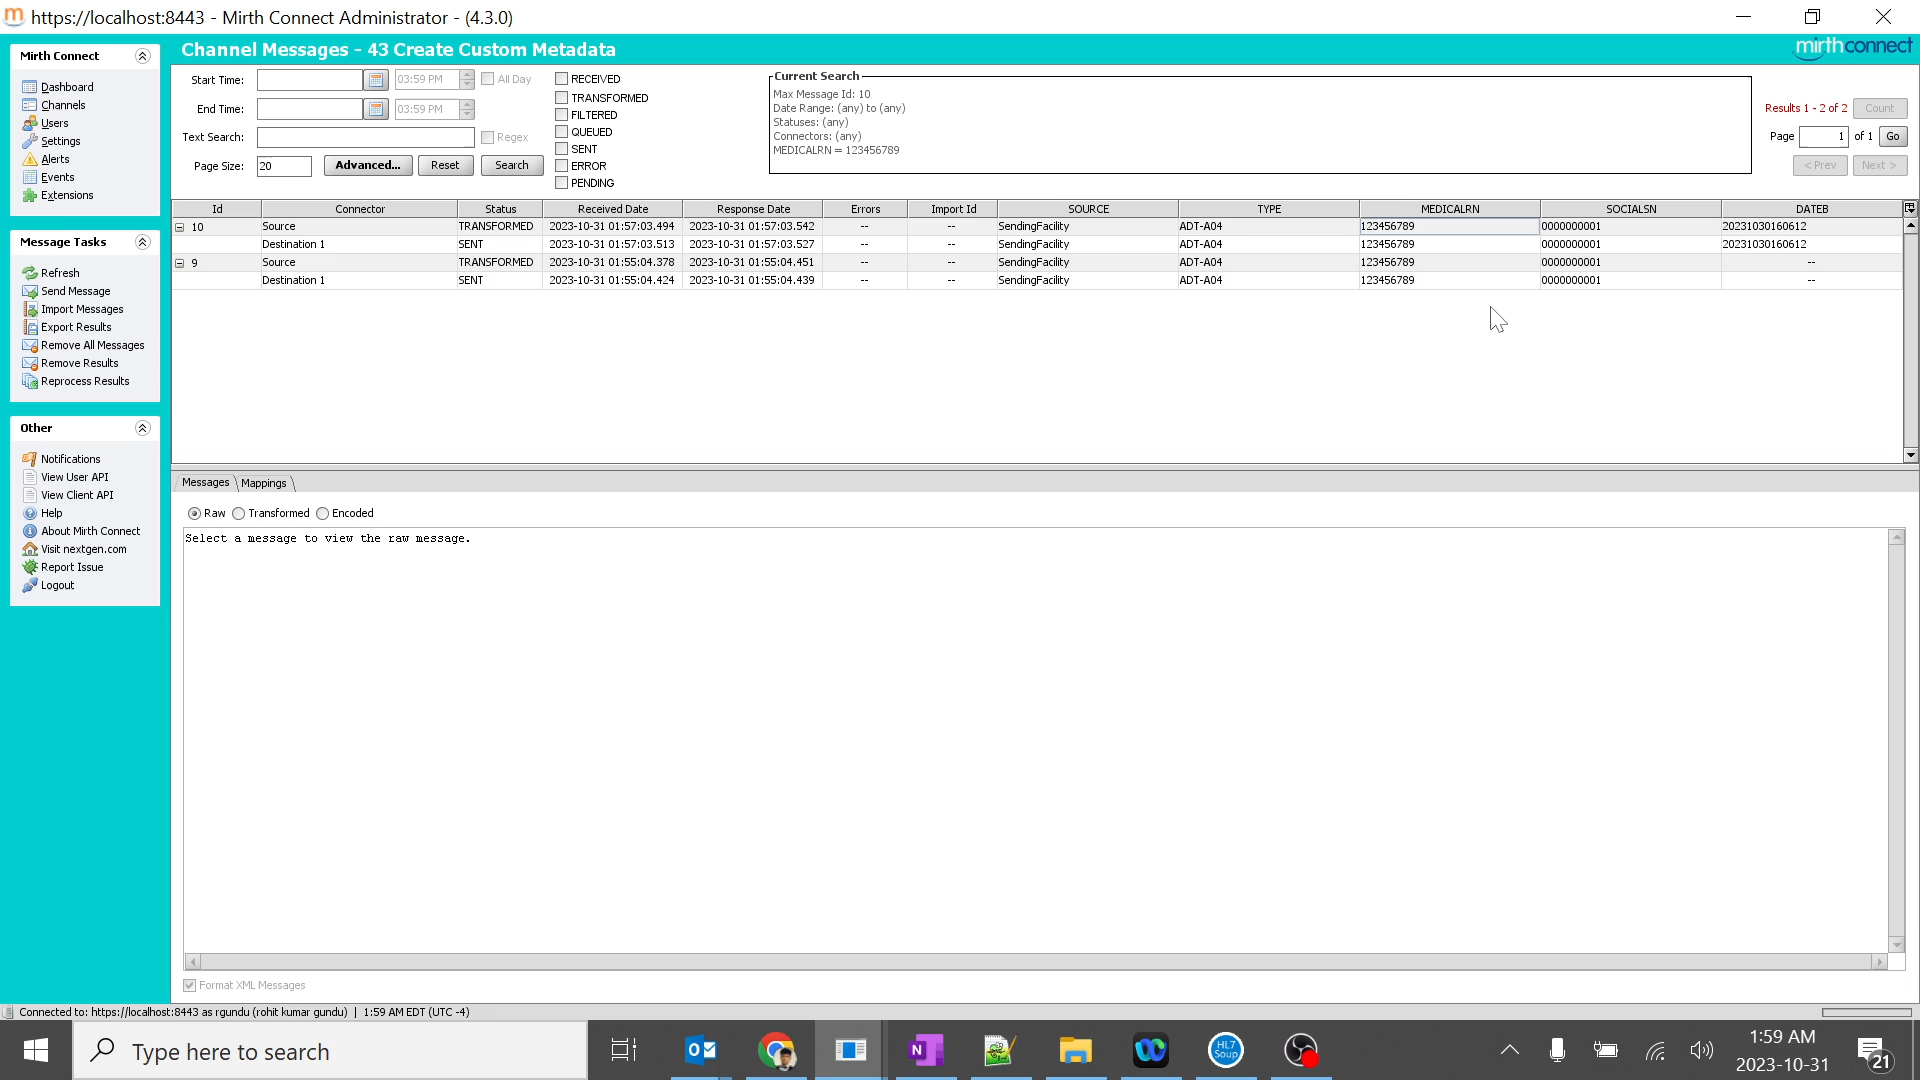 https://localhost:8443 - Mirth Connect Administrator - (4.3.0)
Mirth Connect
Dashboard
Channels
Users
Settings
Alerts
Events
Extensions
Message Tasks
Refresh
Send Message
Import Messages
Export Results
Remove All Messages
Remove Results
Reprocess Results
Other
Notifications
View User API
View Client API
Help
About Mirth Connect
Visit nextgen.com
Report Issue
Logout
Channel Messages - 43 Create Custom Metadata
mirthconnect
Start Time: 03:59 PM All Day
End Time: 03:59 PM
Text Search: Regex
Page Size: 20 Advanced... Reset Search
RECEIVED
TRANSFORMED
FILTERED
QUEUED
SENT
ERROR
PENDING
Current Search
Max Message Id: 10
Date Range: (any) to (any)
Statuses: (any)
Connectors: (any)
MEDICALRN = 123456789
Results 1 - 2 of 2 Count
Page 1 of 1 Go
< Prev Next >
Id Connector Status Received Date Response Date Errors Import Id SOURCE TYPE MEDICALRN SOCIALSN DATEB
10 Source TRANSFORMED 2023-10-31 01:57:03.494 2023-10-31 01:57:03.542 -- -- SendingFacility ADT-A04 123456789 0000000001 20231030160612
Destination 1 SENT 2023-10-31 01:57:03.513 2023-10-31 01:57:03.527 -- -- SendingFacility ADT-A04 123456789 0000000001 20231030160612
9 Source TRANSFORMED 2023-10-31 01:55:04.378 2023-10-31 01:55:04.451 -- -- SendingFacility ADT-A04 123456789 0000000001 --
Destination 1 SENT 2023-10-31 01:55:04.424 2023-10-31 01:55:04.439 -- -- SendingFacility ADT-A04 123456789 0000000001 --
Messages Mappings
Raw Transformed Encoded
Select a message to view the raw message.
Format XML Messages
Connected to: https://localhost:8443 as rgundu (rohit kumar gundu) | 1:59 AM EDT (UTC -4)
Type here to search
N
HL7
Soup
1:59 AM
2023-10-31
21